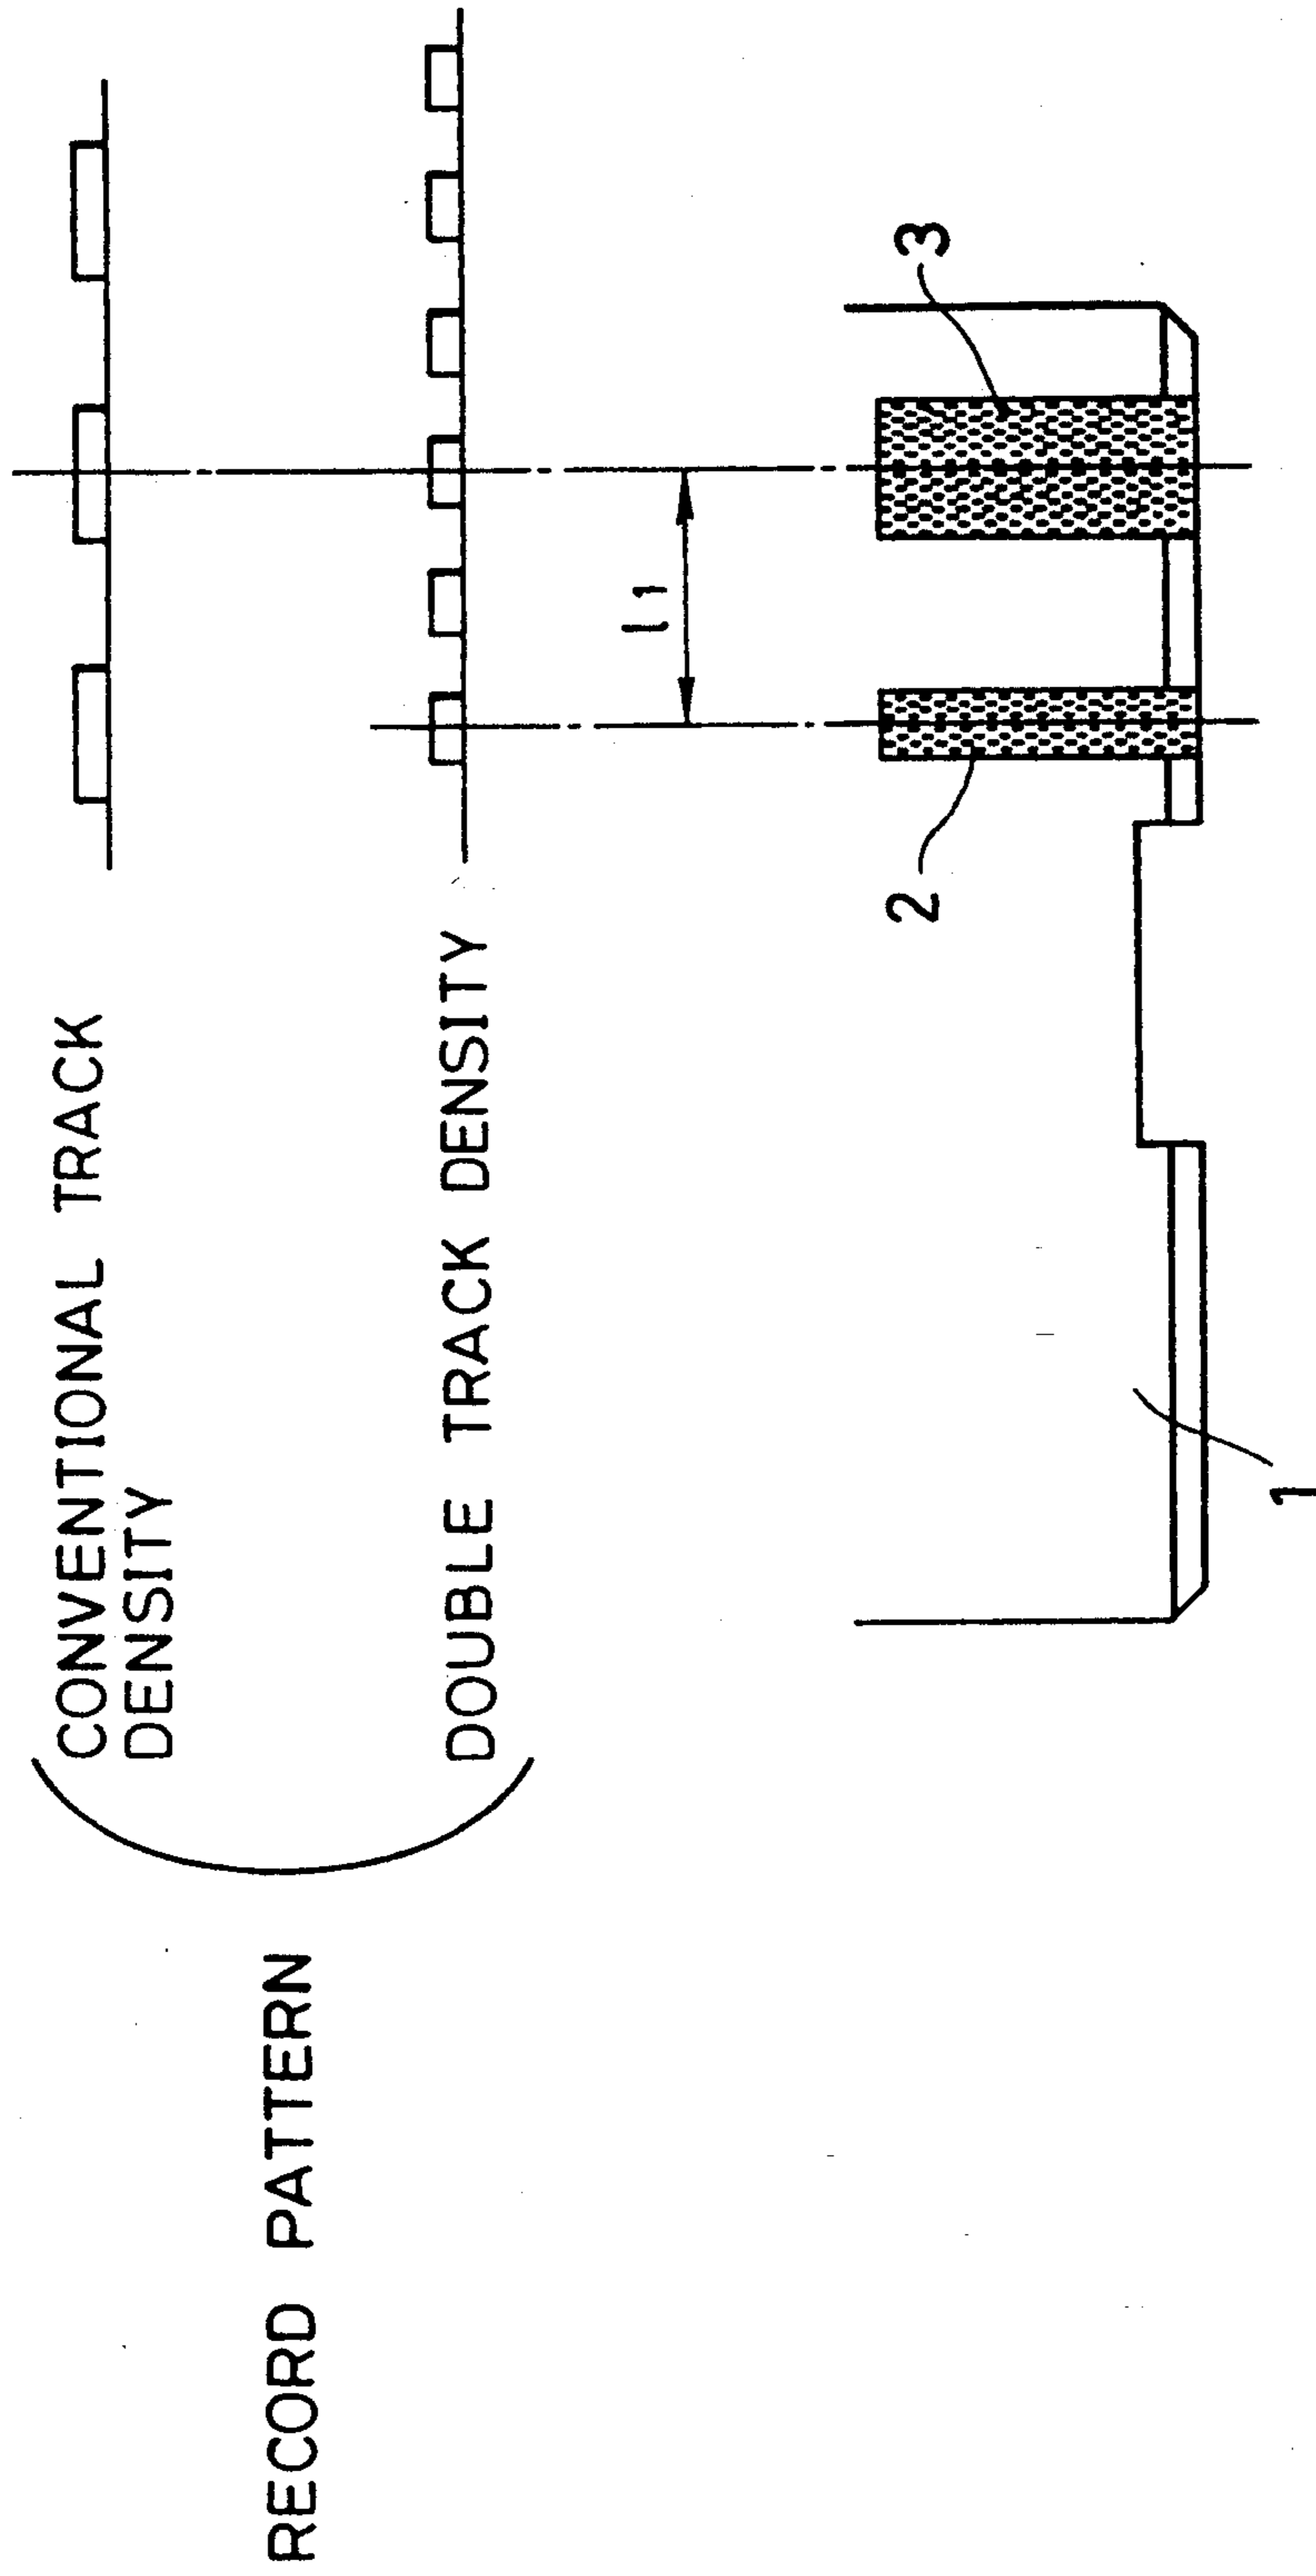 RECORD PATTERN
CONVENTIONAL TRACK
DENSITY
DOUBLE TRACK DENSITY
l1
2
3
1